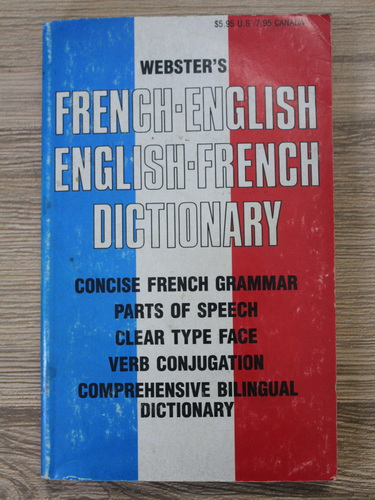 $5.95 U.S./7.95 CANADA
WEBSTER'S
FRENCH-ENGLISH
ENGLISH-FRENCH
DICTIONARY
CONCISE FRENCH GRAMMAR
PARTS OF SPEECH
CLEAR TYPE FACE
VERB CONJUGATION
COMPREHENSIVE BILINGUAL
DICTIONARY